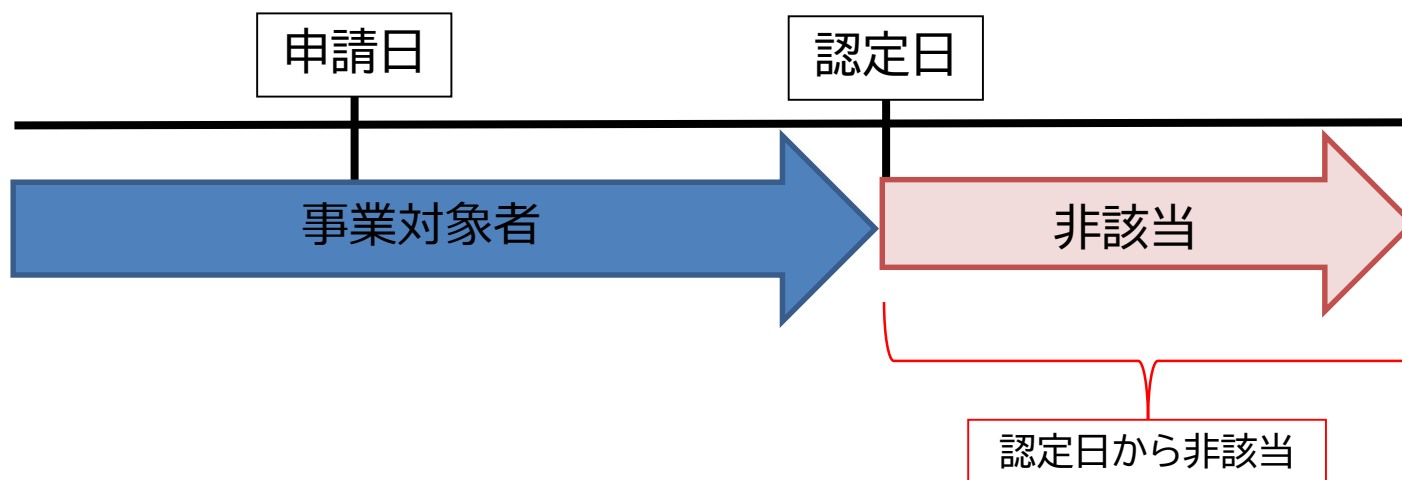 申請日
認定日
事業対象者
非該当
認定日から非該当